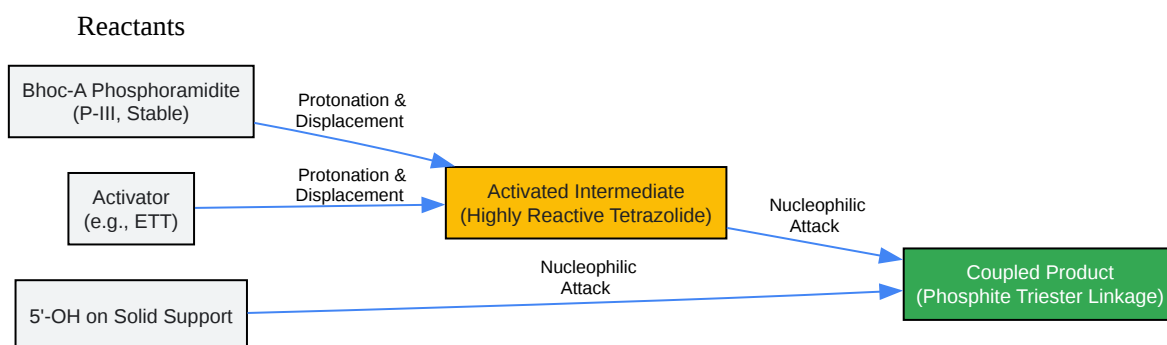 Reactants
Bhoc-A Phosphoramidite
(P-III, Stable)
Protonation &
Displacement
Activator
(e.g., ETT)
Protonation &
Displacement
Activated Intermediate
(Highly Reactive Tetrazolide)
Nucleophilic
Attack
5'-OH on Solid Support
Nucleophilic
Attack
Coupled Product
(Phosphite Triester Linkage)